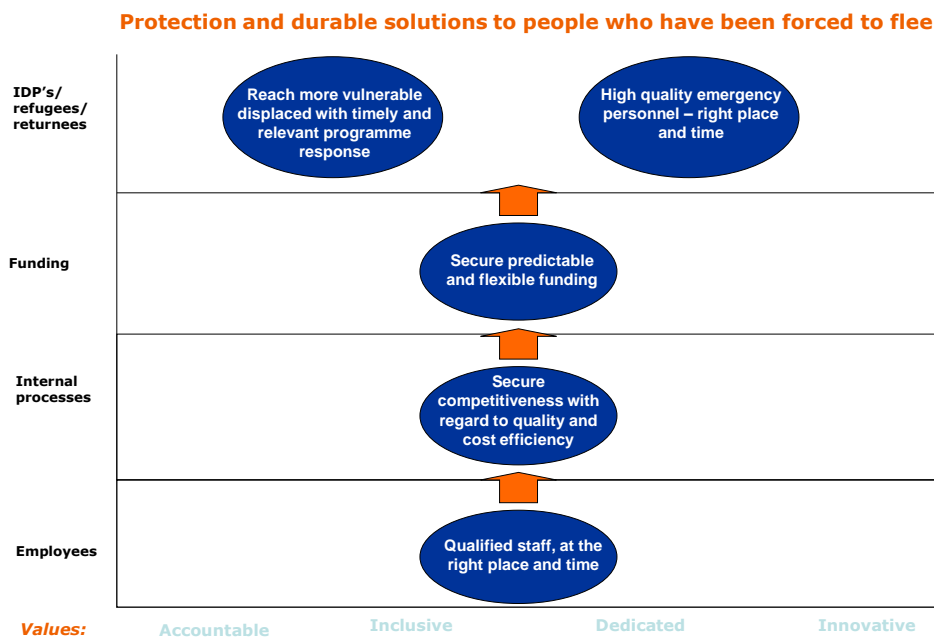 Protection and durable solutions to people who have been forced to flee
IDP's/
refugees/
returnees
Reach more vulnerable
displaced with timely and
relevant programme
response
High quality emergency
personnel – right place
and time
Funding
Secure predictable
and flexible funding
Internal
processes
Secure
competitiveness with
regard to quality and
cost efficiency
Employees
Qualified staff, at the
right place and time
Values:
Accountable
Inclusive
Dedicated
Innovative